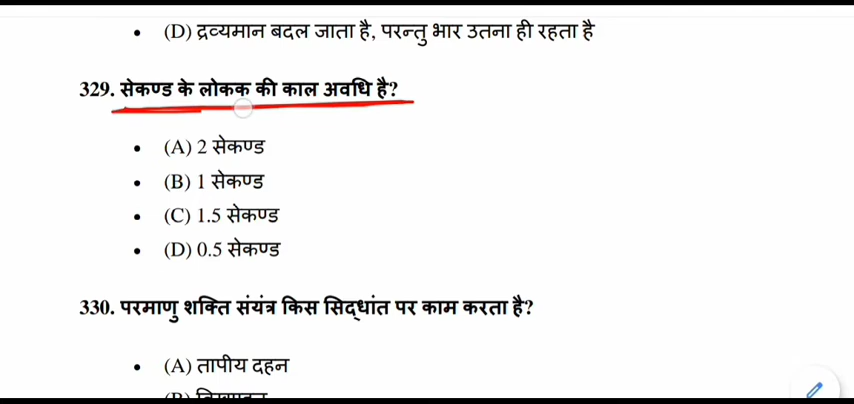 (D) द्रव्यमान बदल जाता है, परन्तु भार उतना ही रहता है
329. सेकण्ड के लोकक की काल अवधि है?
(A) 2 सेकण्ड
(B) 1 सेकण्ड
(C) 1.5 सेकण्ड
(D) 0.5 सेकण्ड
330. परमाणु शक्ति संयंत्र किस सिद्धांत पर काम करता है?
(A) तापीय दहन